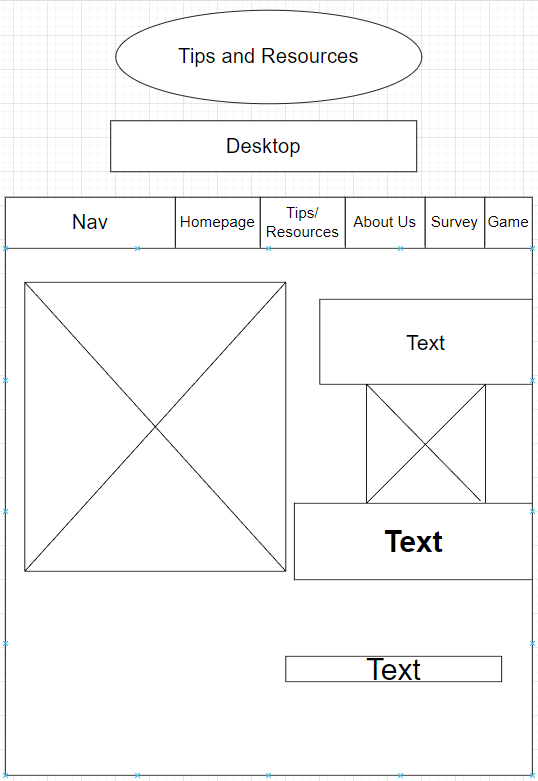 Tips and Resources
Desktop
Nav
Homepage
Tips/
Resources
About Us
Survey
Game
Text
Text
Text